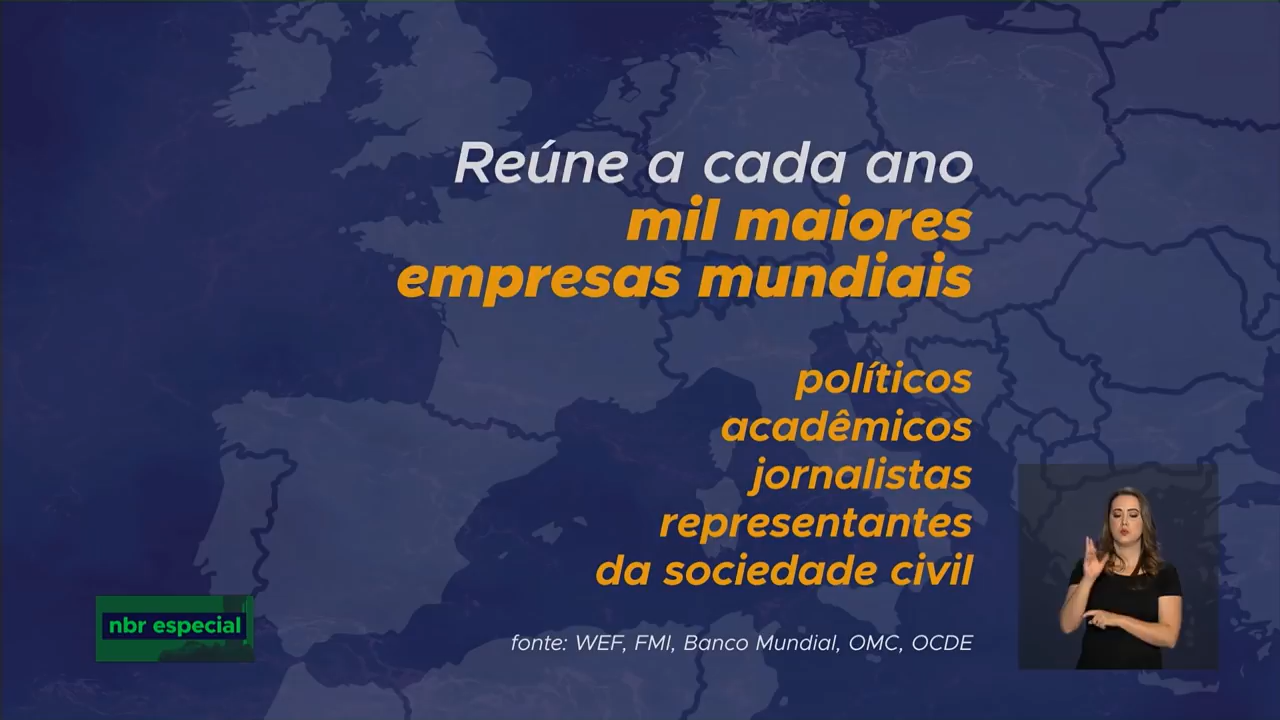 Reúne a cada ano
mil maiores
empresas mundiais
políticos
acadêmicos
jornalistas
representantes
da sociedade civil
nbr especial
fonte: WEF, FMI, Banco Mundial, OMC, OCDE